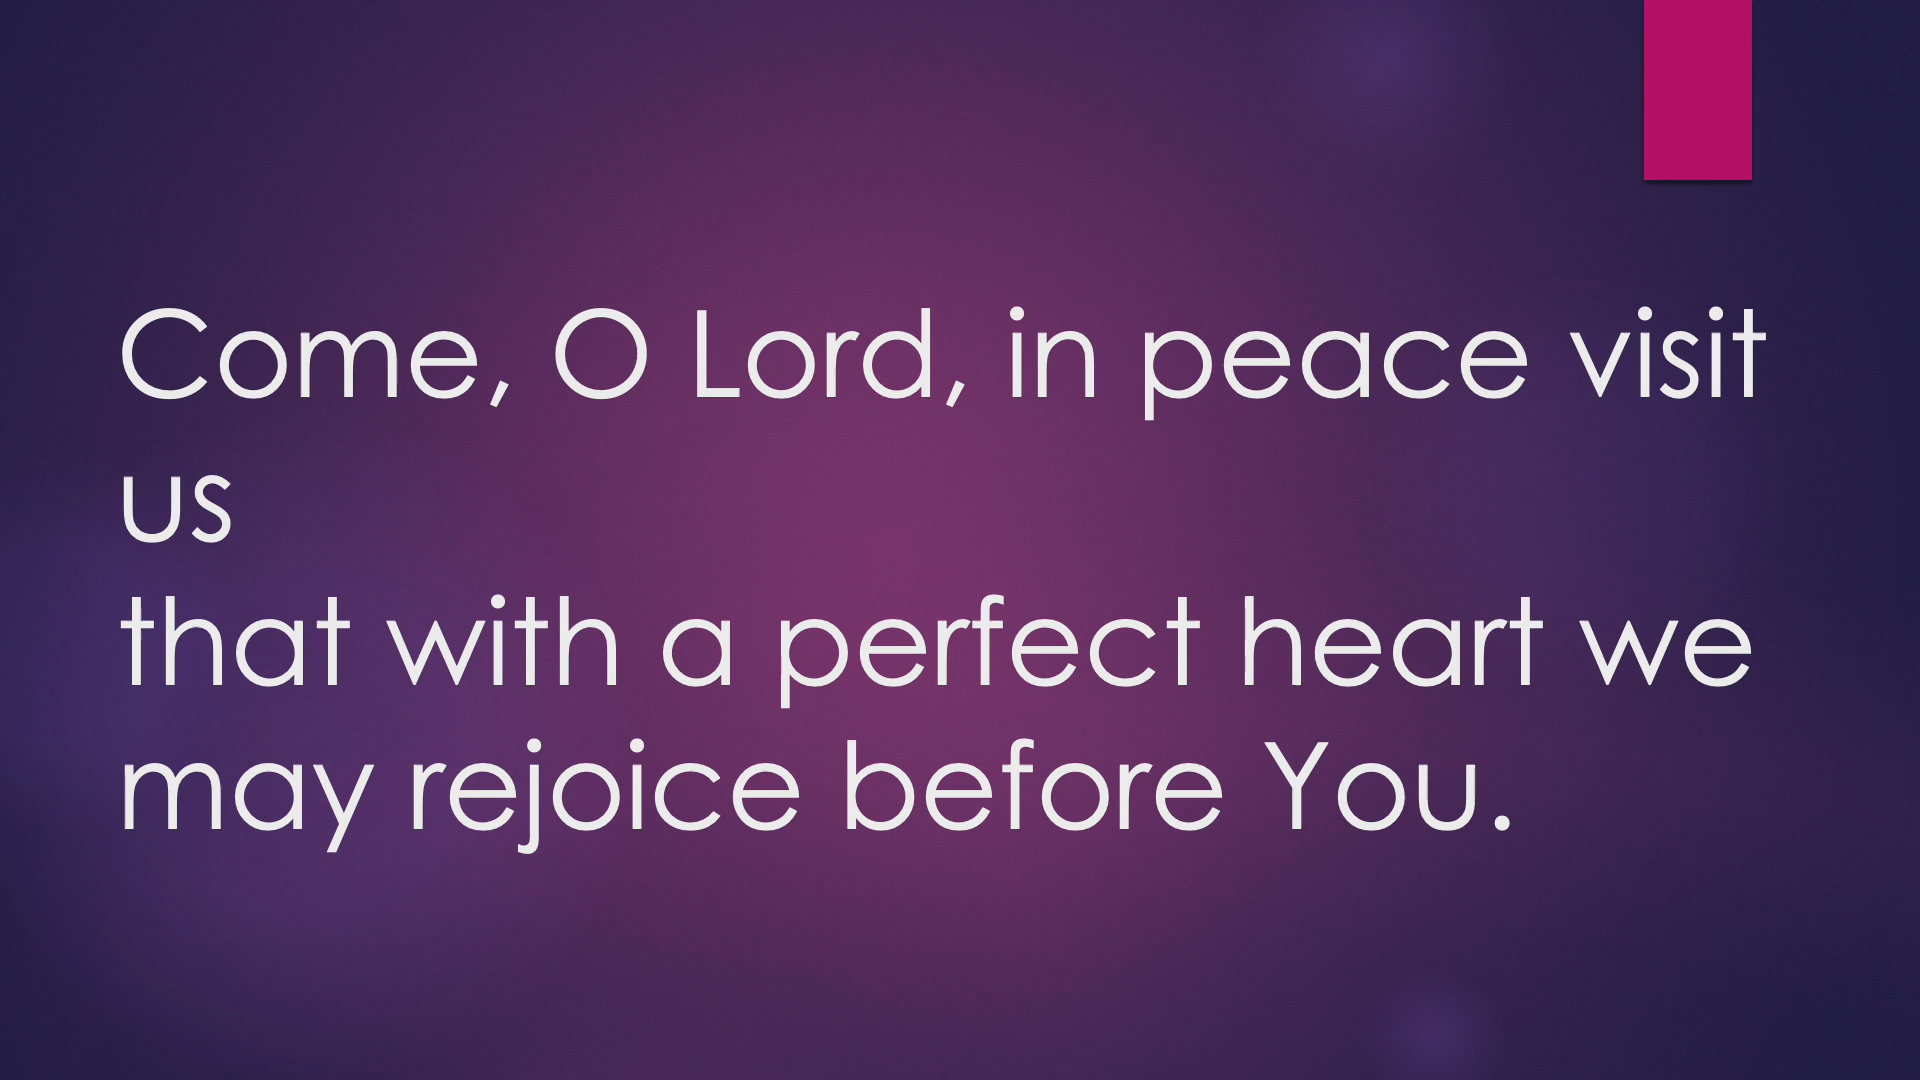 Come, O Lord, in peace visit
us
that with a perfect heart we
may rejoice before You.